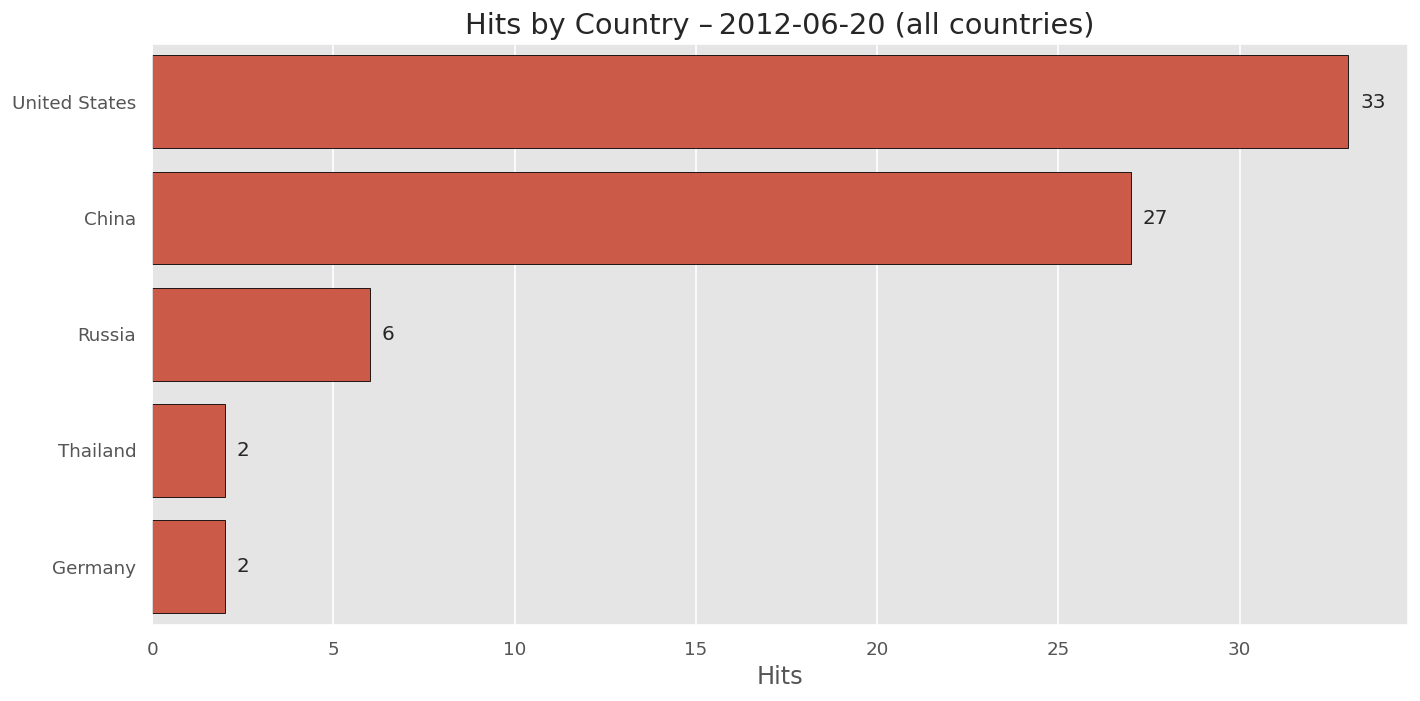 Hits by Country – 2012-06-20 (all countries)
United States 33
China 27
Russia 6
Thailand 2
Germany 2
0 5 10 15 20 25 30
Hits